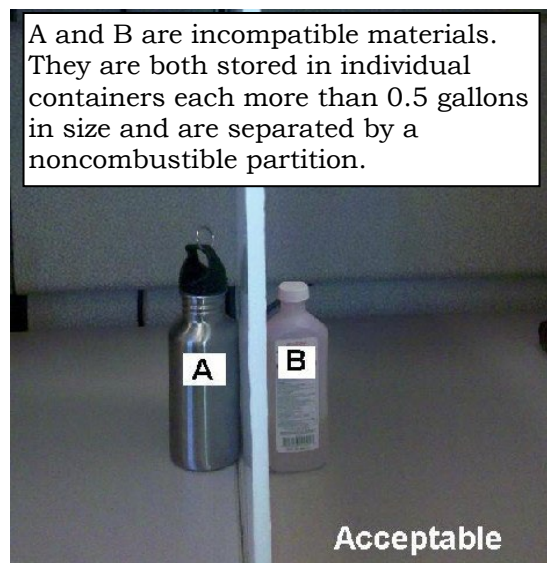 A and B are incompatible materials.
They are both stored in individual
containers each more than 0.5 gallons
in size and are separated by a
noncombustible partition.
A
B
Acceptable